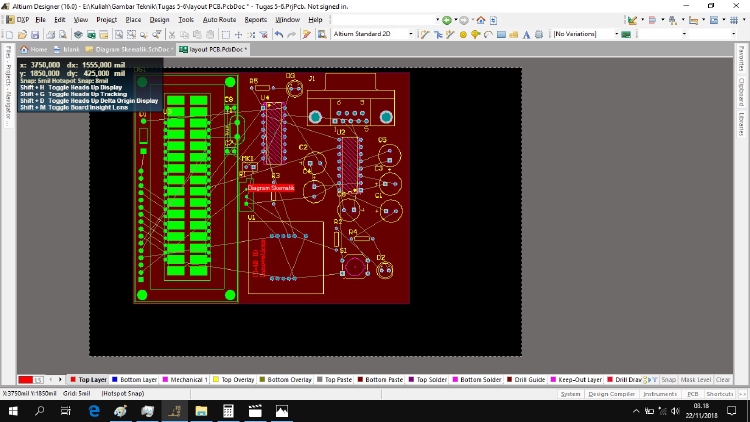 Altium Designer (16.0) - E:\Kuliah\Gambar Teknik\Tugas 5-6\layout PCB.PcbDoc * - Tugas 5-6.PrjPcb. Not signed in.
DXP File Edit View Project Place Design Tools Auto Route Reports Window Help
Altium Standard 2D
[No Variations]
Home blank Diagram Skematik.SchDoc * layout PCB.PcbDoc *
x: 3750,000 dx: 1555,000 mil
y: 1850,000 dy: 425,000 mil
Snap: 5mil Hotspot Snap: 8mil
Shift + H Toggle Heads Up Display
Shift + G Toggle Heads Up Tracking
Shift + D Toggle Heads Up Delta Origin Display
Shift + M Toggle Board Insight Lens
Files
Projects
Navigator
Favorites
Clipboard
Libraries
R5
D3
J1
U4
C8
6 9
1 5
U2
C2
C5
MK1
C3
R3
Diagram Skematik
C1
U1
R2
R4
S1
D2
LS
Top Layer Bottom Layer Mechanical 1 Top Overlay Bottom Overlay Top Paste Bottom Paste Top Solder Bottom Solder Drill Guide Keep-Out Layer Drill Draw
Snap Mask Level Clear
X:3750mil Y:1850mil Grid: 5mil (Hotspot Snap)
System Design Compiler Instruments PCB Shortcuts >>
03.18
22/11/2018